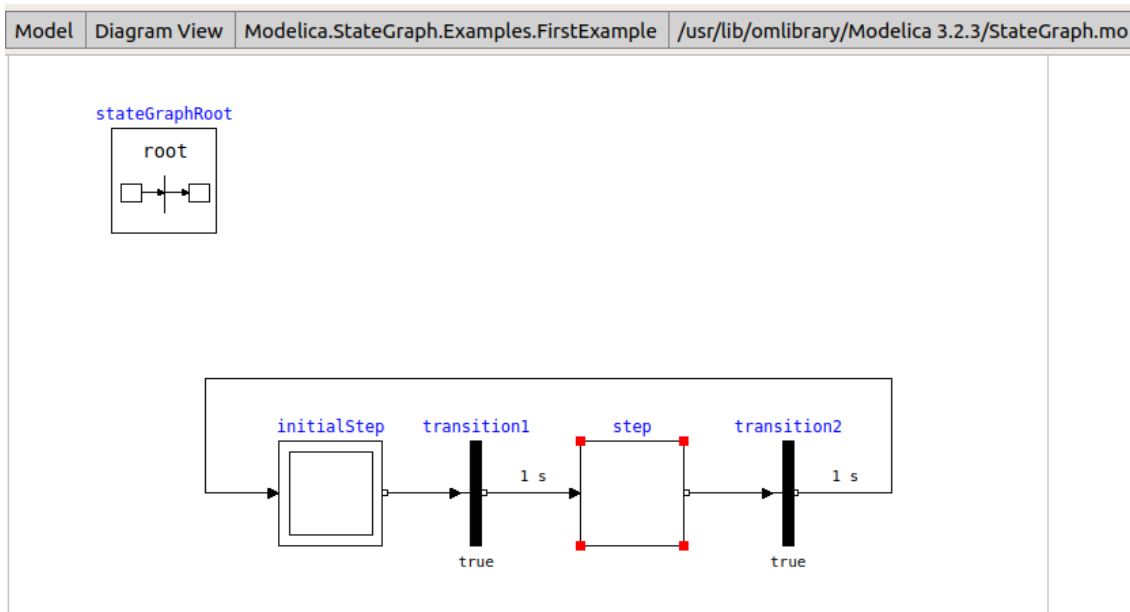 Model Diagram View Modelica.StateGraph.Examples.FirstExample /usr/lib/omlibrary/Modelica 3.2.3/StateGraph.mo
stateGraphRoot
root
initialStep transition1 step transition2
1 s 1 s
true true